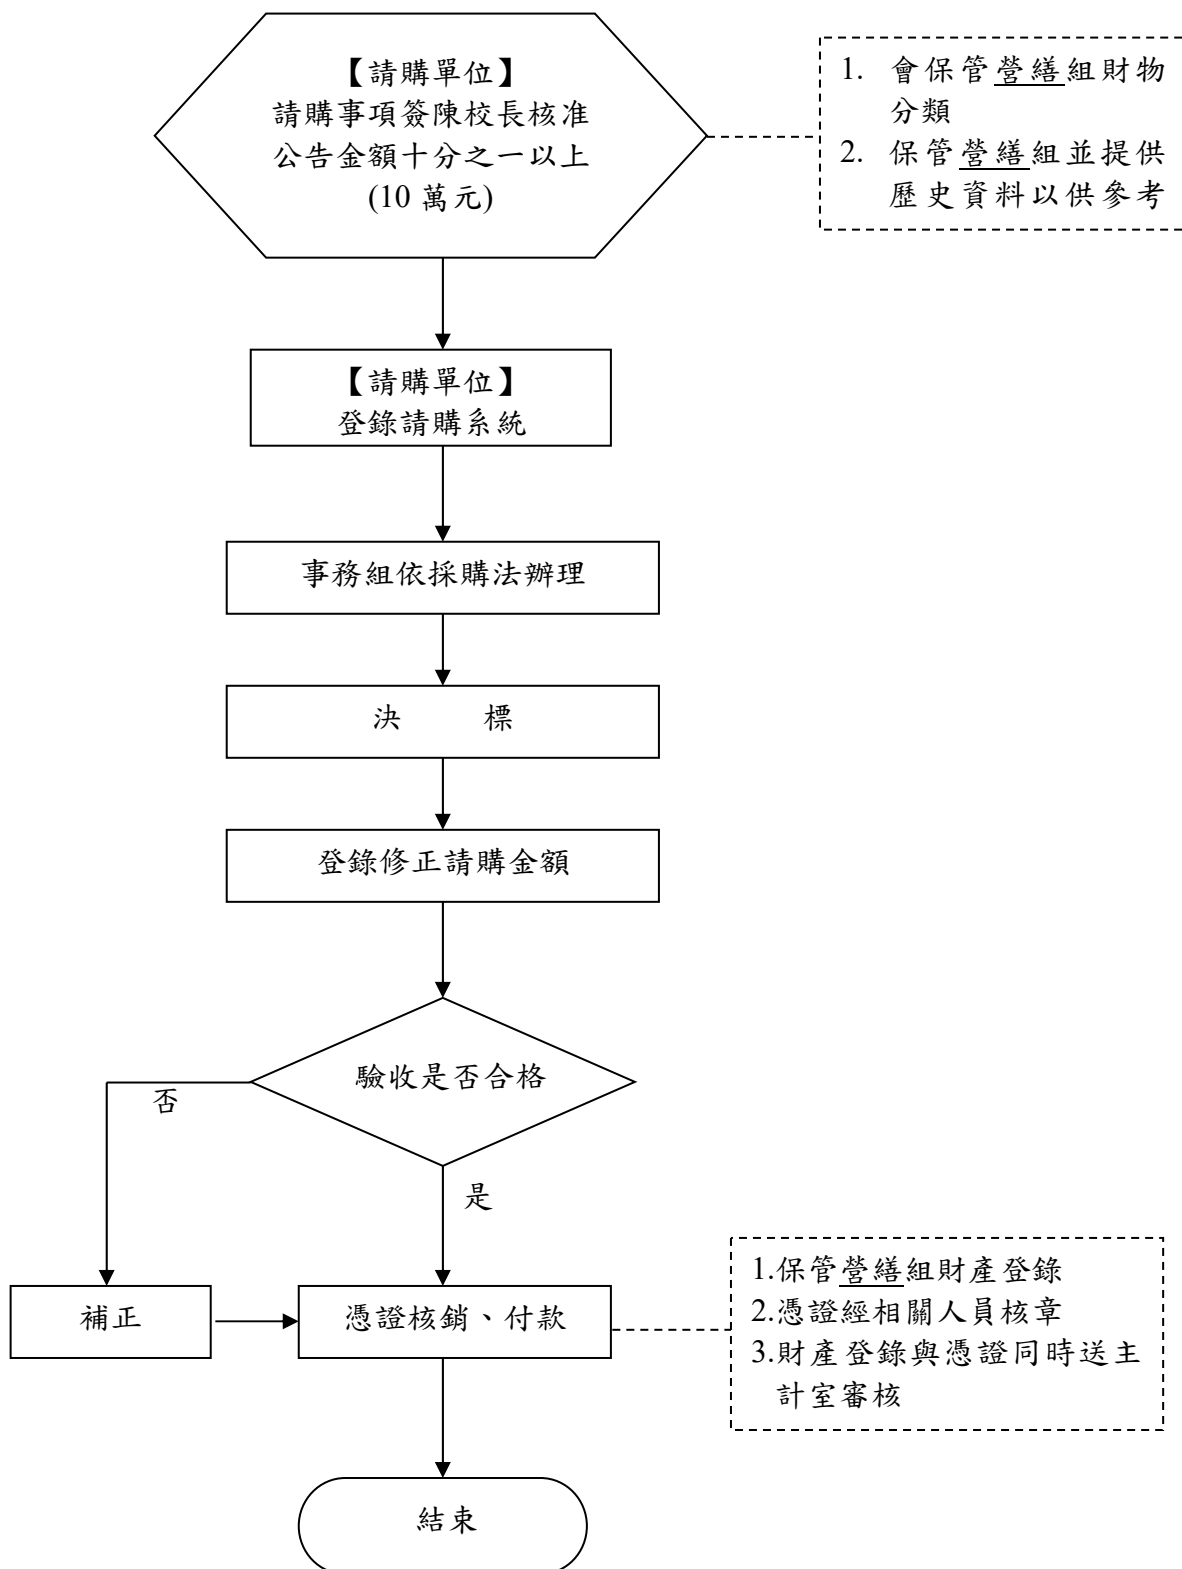 【請購單位】
請購事項簽陳校長核准
公告金額十分之一以上
(10 萬元)
1. 會保管營繕組財物
分類
2. 保管營繕組並提供
歷史資料以供參考
【請購單位】
登錄請購系統
事務組依採購法辦理
決 標
登錄修正請購金額
驗收是否合格
否
是
補正
憑證核銷、付款
1.保管營繕組財產登錄
2.憑證經相關人員核章
3.財產登錄與憑證同時送主
計室審核
結束